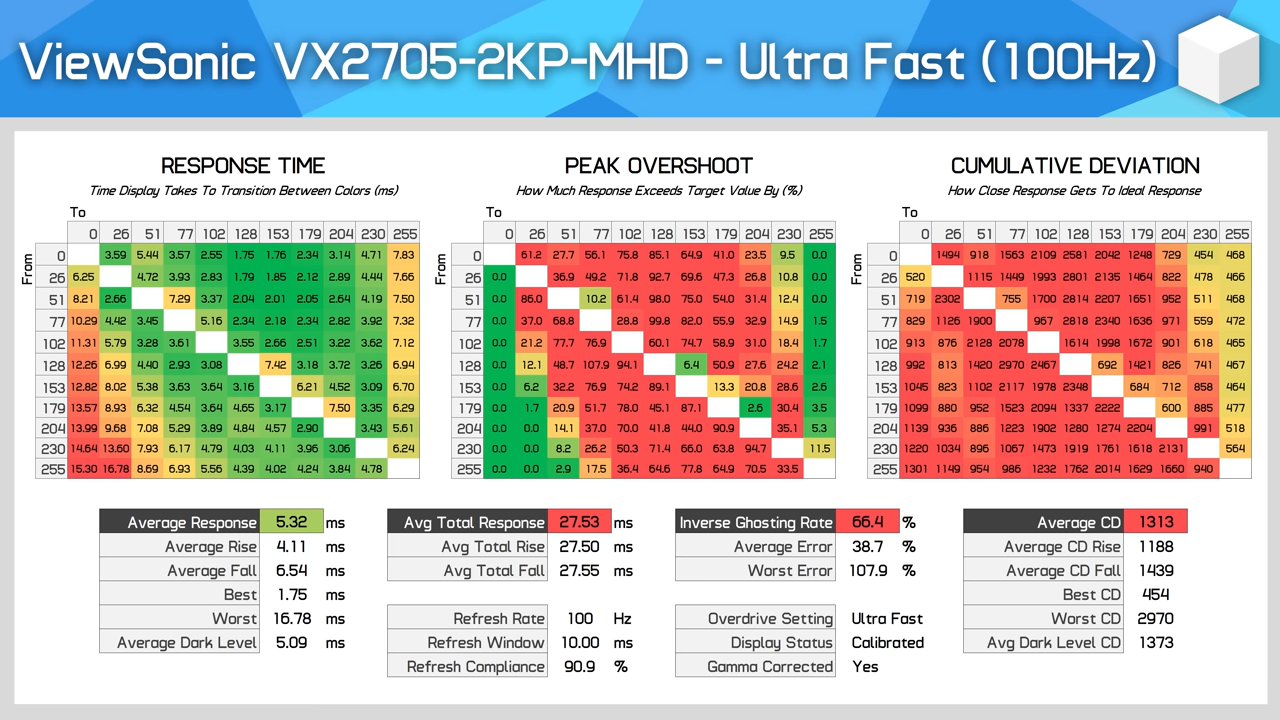 ViewSonic VX2705-2KP-MHD - Ultra Fast (100Hz)
RESPONSE TIME
Time Display Takes To Transition Between Colors (ms)
To
0 26 51 77 102 128 153 179 204 230 255
From
0 3.59 5.44 3.57 2.55 1.75 1.76 2.34 3.14 4.71 7.83
26 6.25 4.72 3.93 2.83 1.79 1.85 2.12 2.89 4.44 7.66
51 8.21 2.66 7.29 3.37 2.04 2.01 2.05 2.64 4.19 7.50
77 10.29 4.42 3.45 5.16 2.34 2.18 2.34 2.82 3.92 7.32
102 11.31 5.79 3.28 3.61 3.55 2.66 2.51 3.22 3.62 7.12
128 12.26 6.99 4.40 2.93 3.08 7.42 3.18 3.72 3.26 6.94
153 12.82 8.02 5.38 3.63 3.64 3.16 6.21 4.52 3.09 6.70
179 13.57 8.93 6.32 4.54 3.64 4.65 3.17 7.50 3.35 6.29
204 13.99 9.68 7.08 5.29 3.89 4.84 4.57 2.90 3.43 5.61
230 14.64 13.60 7.93 6.17 4.79 4.03 4.11 3.96 3.06 6.24
255 15.30 16.78 8.69 6.93 5.56 4.39 4.02 4.24 3.84 4.78
PEAK OVERSHOOT
How Much Response Exceeds Target Value By (%)
To
0 26 51 77 102 128 153 179 204 230 255
From
0 61.2 27.7 56.1 75.8 85.1 64.9 41.0 23.5 9.5 0.0
26 0.0 36.9 49.2 71.8 92.7 69.6 47.3 26.8 10.8 0.0
51 0.0 86.0 10.2 61.4 98.0 75.0 54.0 31.4 12.4 0.0
77 0.0 37.0 68.8 28.8 99.8 82.0 55.9 32.9 14.9 1.5
102 0.0 21.2 77.7 76.9 60.1 74.7 58.9 31.0 18.4 1.7
128 0.0 12.1 48.7 107.9 94.1 6.4 50.9 27.6 24.2 2.1
153 0.0 6.2 32.2 76.9 74.2 89.1 13.3 20.8 28.6 2.6
179 0.0 1.7 20.9 51.7 78.0 45.1 87.1 2.6 30.4 3.5
204 0.0 0.0 14.1 37.0 70.0 41.8 44.0 90.9 35.1 5.3
230 0.0 0.0 8.2 26.2 50.3 71.4 66.0 63.8 94.7 11.5
255 0.0 0.0 2.9 17.5 36.4 64.6 77.8 64.9 70.5 33.5
CUMULATIVE DEVIATION
How Close Response Gets To Ideal Response
To
0 26 51 77 102 128 153 179 204 230 255
From
0 1494 918 1563 2109 2581 2042 1248 729 454 468
26 520 1115 1449 1993 2801 2135 1464 822 478 466
51 719 2302 755 1700 2814 2207 1651 952 511 468
77 829 1126 1900 967 2818 2340 1636 971 559 472
102 913 876 2128 2078 1614 1998 1672 901 618 465
128 992 813 1420 2970 2467 692 1421 826 741 467
153 1045 823 1102 2117 1978 2348 684 712 858 464
179 1099 880 952 1523 2094 1337 2222 600 885 477
204 1139 936 886 1223 1902 1280 1274 2204 991 518
230 1220 1034 896 1067 1473 1919 1761 1618 2131 564
255 1301 1149 954 986 1232 1762 2014 1629 1660 940
Average Response 5.32 ms
Average Rise 4.11 ms
Average Fall 6.54 ms
Best 1.75 ms
Worst 16.78 ms
Average Dark Level 5.09 ms
Avg Total Response 27.53 ms
Avg Total Rise 27.50 ms
Avg Total Fall 27.55 ms
Refresh Rate 100 Hz
Refresh Window 10.00 ms
Refresh Compliance 90.9 %
Inverse Ghosting Rate 66.4 %
Average Error 38.7 %
Worst Error 107.9 %
Overdrive Setting Ultra Fast
Display Status Calibrated
Gamma Corrected Yes
Average CD 1313
Average CD Rise 1188
Average CD Fall 1439
Best CD 454
Worst CD 2970
Avg Dark Level CD 1373